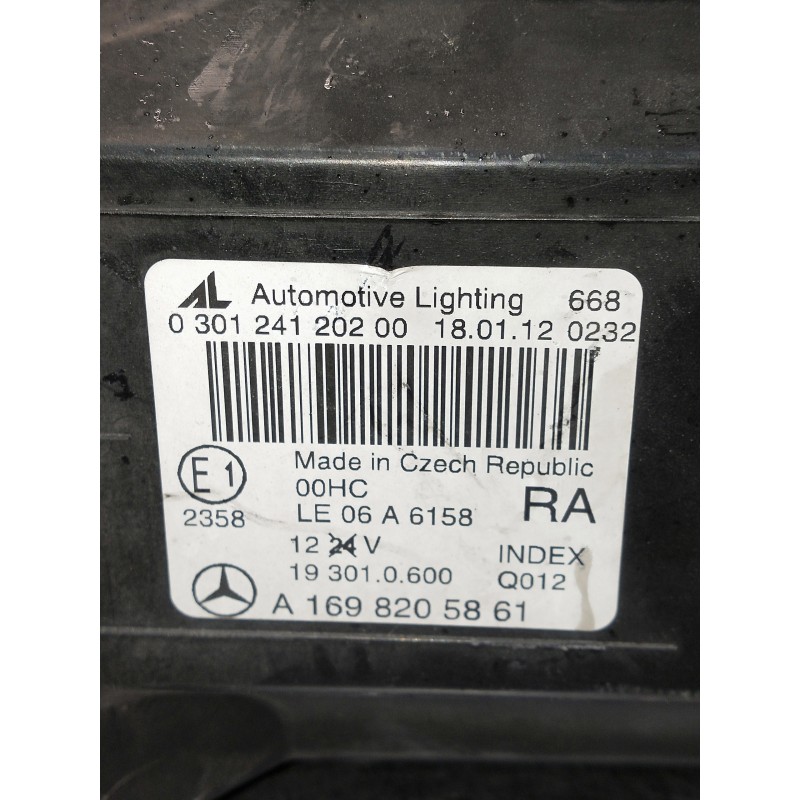 AL Automotive Lighting 668
0 301 241 202 00 18.01.12 0232
Made in Czech Republic
E1 00HC RA
2358 LE 06 A 6158
12 24 V INDEX
19 301.0.600 Q012
A 169 820 58 61